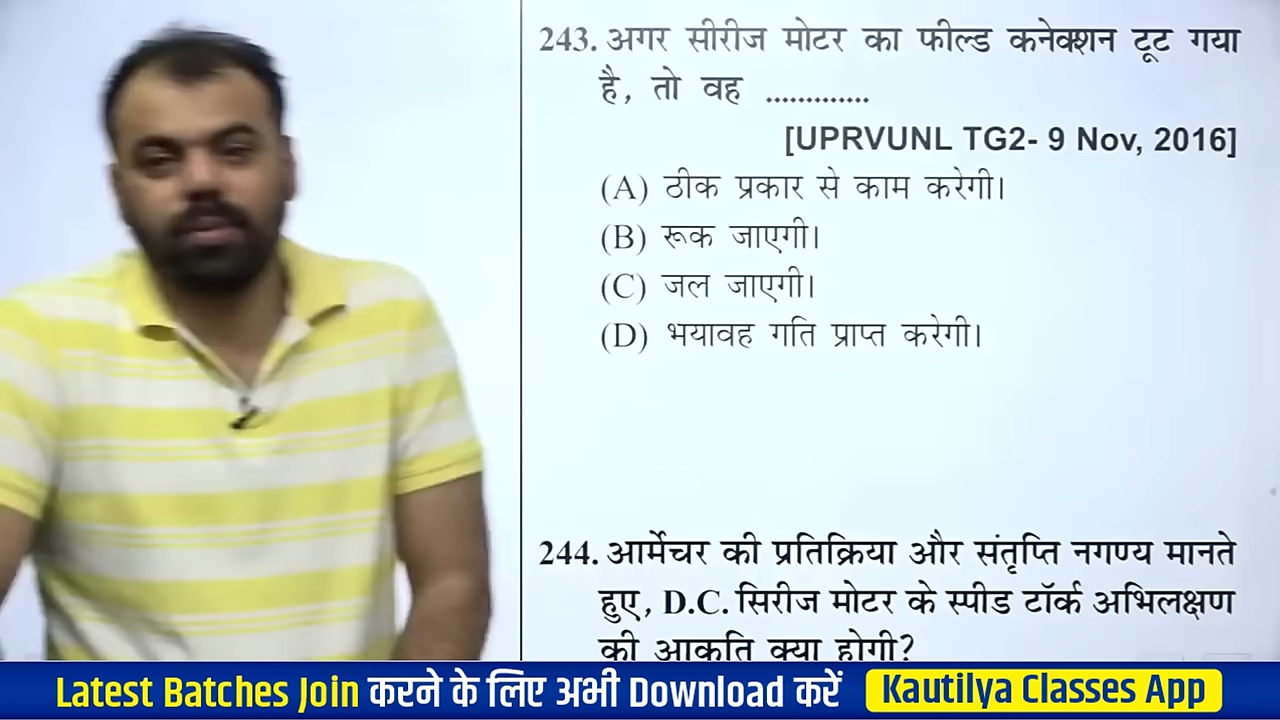 243. अगर सीरीज मोटर का फील्ड कनेक्शन टूट गया
है, तो वह .............
[UPRVUNL TG2- 9 Nov, 2016]
(A) ठीक प्रकार से काम करेगी।
(B) रूक जाएगी।
(C) जल जाएगी।
(D) भयावह गति प्राप्त करेगी।
244. आर्मेचर की प्रतिक्रिया और संतृप्ति नगण्य मानते
हुए, D.C. सिरीज मोटर के स्पीड टॉर्क अभिलक्षण
की आकृति क्या होगी?
Latest Batches Join करने के लिए अभी Download करें Kautilya Classes App